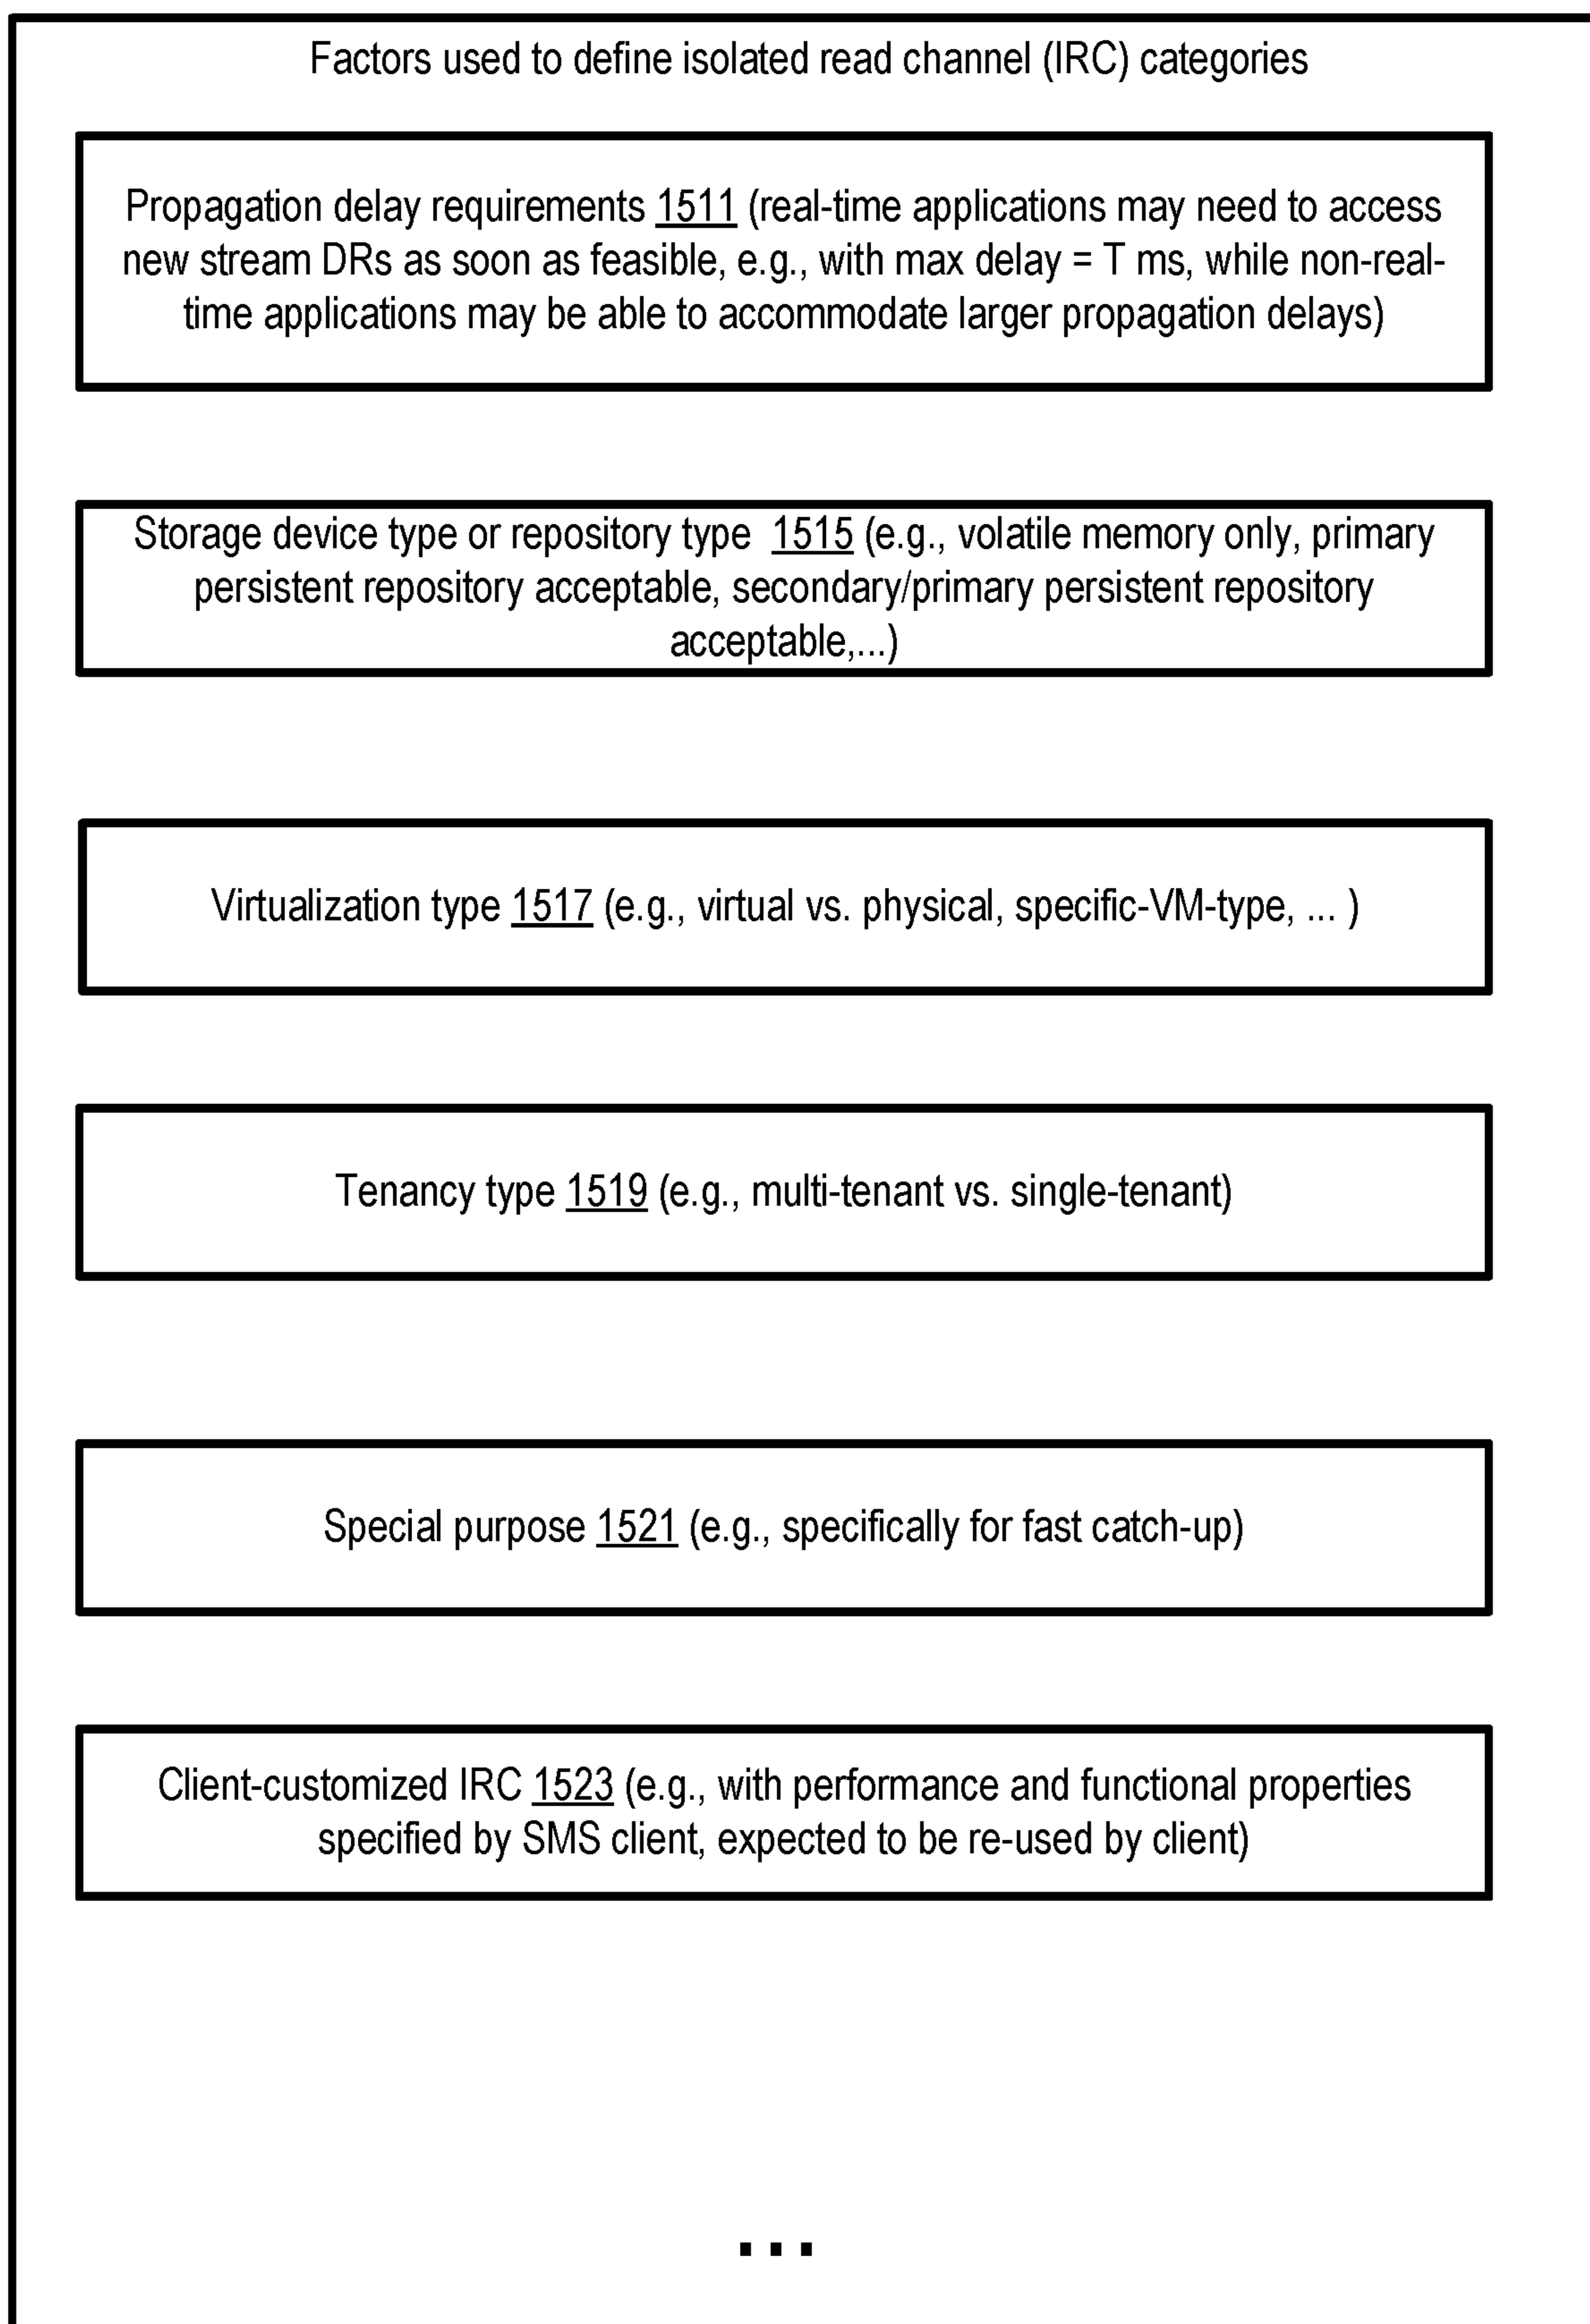 Factors used to define isolated read channel (IRC) categories
Propagation delay requirements 1511 (real-time applications may need to access
new stream DRs as soon as feasible, e.g., with max delay = T ms, while non-real-
time applications may be able to accommodate larger propagation delays)
Storage device type or repository type 1515 (e.g., volatile memory only, primary
persistent repository acceptable, secondary/primary persistent repository
acceptable,...)
Virtualization type 1517 (e.g., virtual vs. physical, specific-VM-type, ... )
Tenancy type 1519 (e.g., multi-tenant vs. single-tenant)
Special purpose 1521 (e.g., specifically for fast catch-up)
Client-customized IRC 1523 (e.g., with performance and functional properties
specified by SMS client, expected to be re-used by client)
...